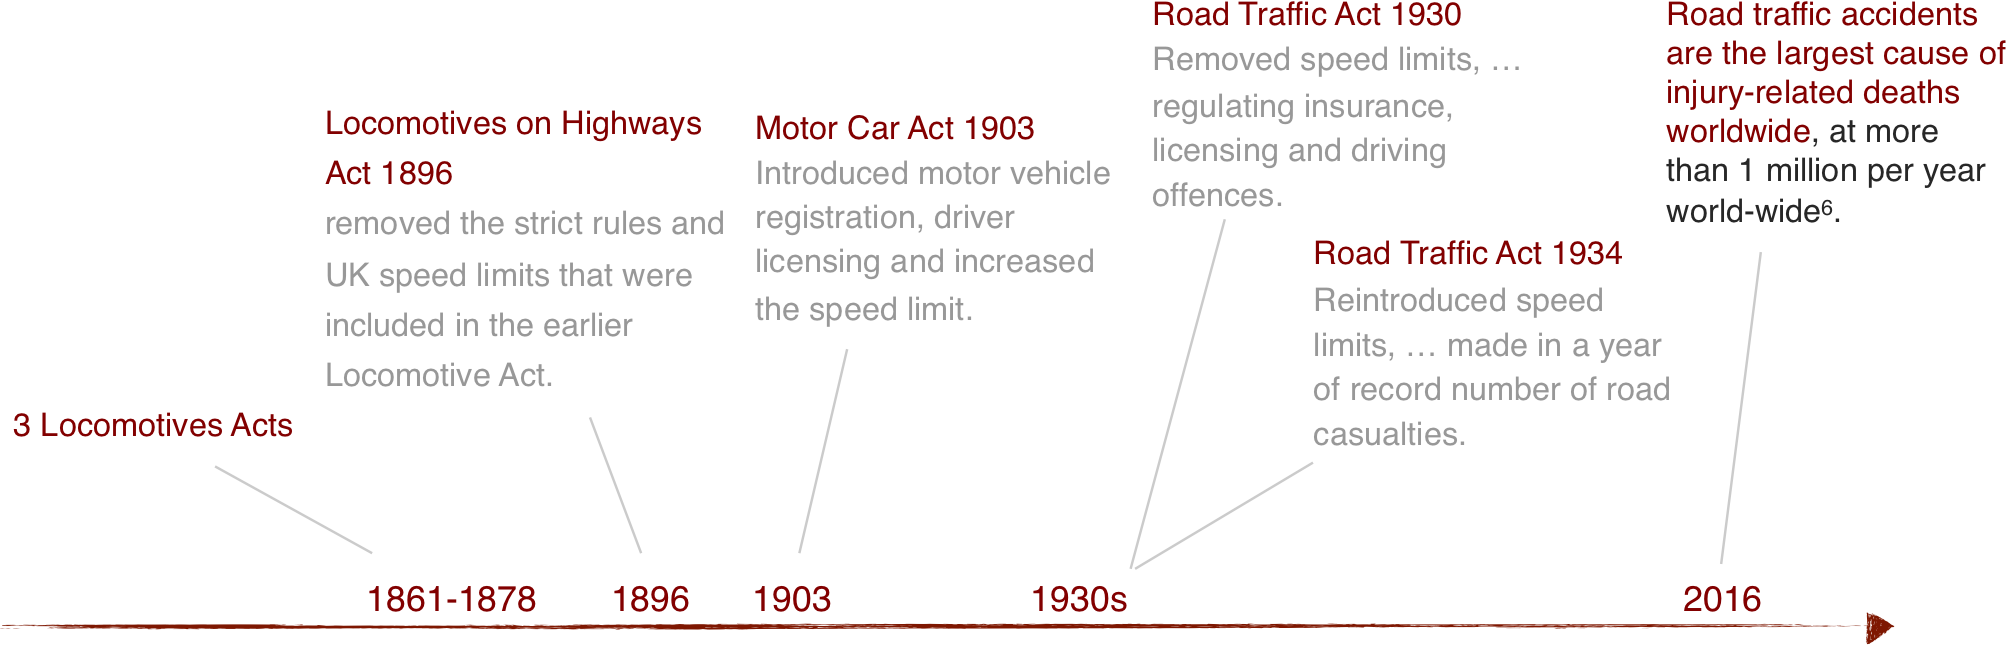 3 Locomotives Acts
Locomotives on Highways
Act 1896
removed the strict rules and
UK speed limits that were
included in the earlier
Locomotive Act.
Motor Car Act 1903
Introduced motor vehicle
registration, driver
licensing and increased
the speed limit.
Road Traffic Act 1930
Removed speed limits, …
regulating insurance,
licensing and driving
offences.
Road Traffic Act 1934
Reintroduced speed
limits, … made in a year
of record number of road
casualties.
Road traffic accidents
are the largest cause of
injury-related deaths
worldwide, at more
than 1 million per year
world-wide⁶.
1861-1878
1896
1903
1930s
2016